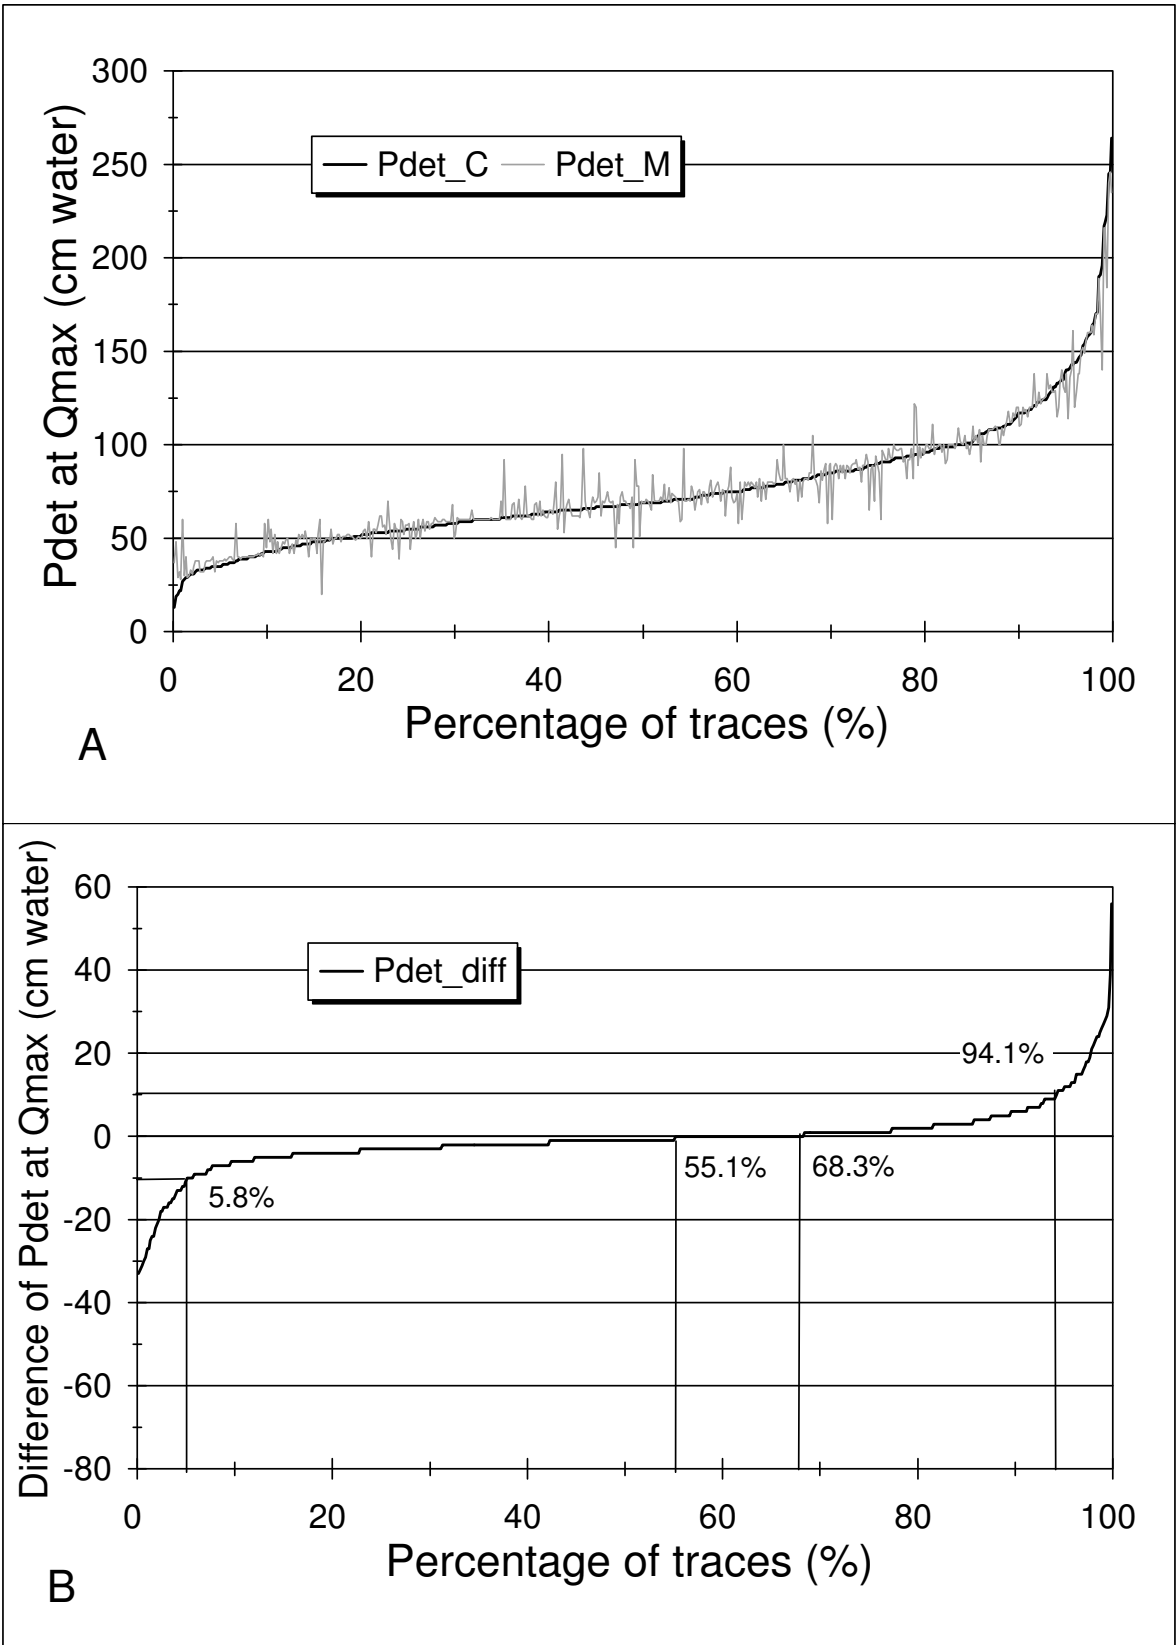 Pdet at Qmax (cm water)
300
250
200
150
100
50
0
Pdet_C Pdet_M
0 20 40 60 80 100
Percentage of traces (%)
A
Difference of Pdet at Qmax (cm water)
60
40
20
0
-20
-40
-60
-80
Pdet_diff
94.1%
55.1%
68.3%
5.8%
0 20 40 60 80 100
Percentage of traces (%)
B